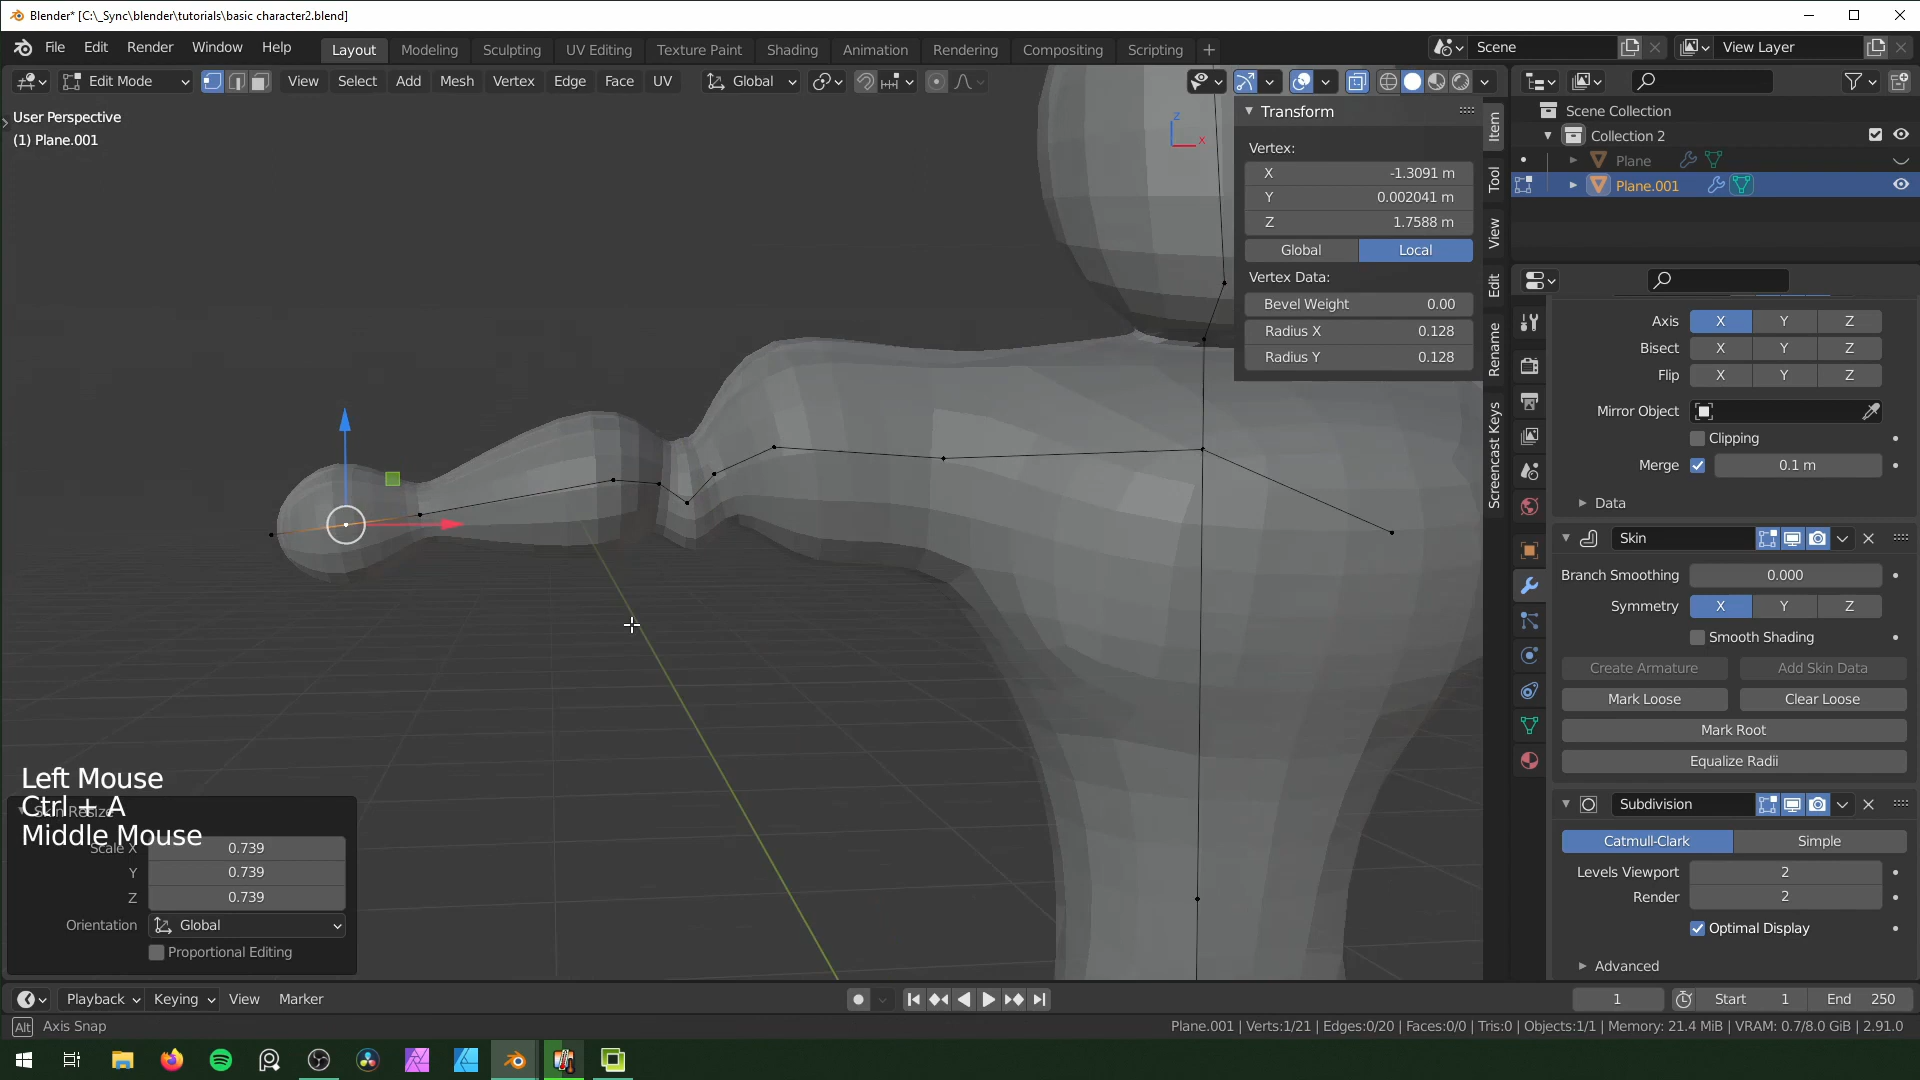 Blender* [C:\_Sync\blender\tutorials\basic character2.blend]
File Edit Render Window Help Layout Modeling Sculpting UV Editing Texture Paint Shading Animation Rendering Compositing Scripting + Scene View Layer
Edit Mode View Select Add Mesh Vertex Edge Face UV Global
User Perspective
(1) Plane.001
Z
X
Transform
Vertex:
X -1.3091 m
Y 0.002041 m
Z 1.7588 m
Global Local
Vertex Data:
Bevel Weight 0.00
Radius X 0.128
Radius Y 0.128
Item
Tool
View
Edit
Rename
Screencast Keys
Scene Collection
Collection 2
Plane
Plane.001
Axis X Y Z
Bisect X Y Z
Flip X Y Z
Mirror Object
Clipping
Merge 0.1 m
Data
Skin
Branch Smoothing 0.000
Symmetry X Y Z
Smooth Shading
Create Armature Add Skin Data
Mark Loose Clear Loose
Mark Root
Equalize Radii
Subdivision
Catmull-Clark Simple
Levels Viewport 2
Render 2
Optimal Display
Advanced
Left Mouse
Ctrl + A
Middle Mouse
Skin Resize
Scale X 0.739
Y 0.739
Z 0.739
Orientation Global
Proportional Editing
Playback Keying View Marker 1 Start 1 End 250
Alt Axis Snap
Plane.001 | Verts:1/21 | Edges:0/20 | Faces:0/0 | Tris:0 | Objects:1/1 | Memory: 21.4 MiB | VRAM: 0.7/8.0 GiB | 2.91.0